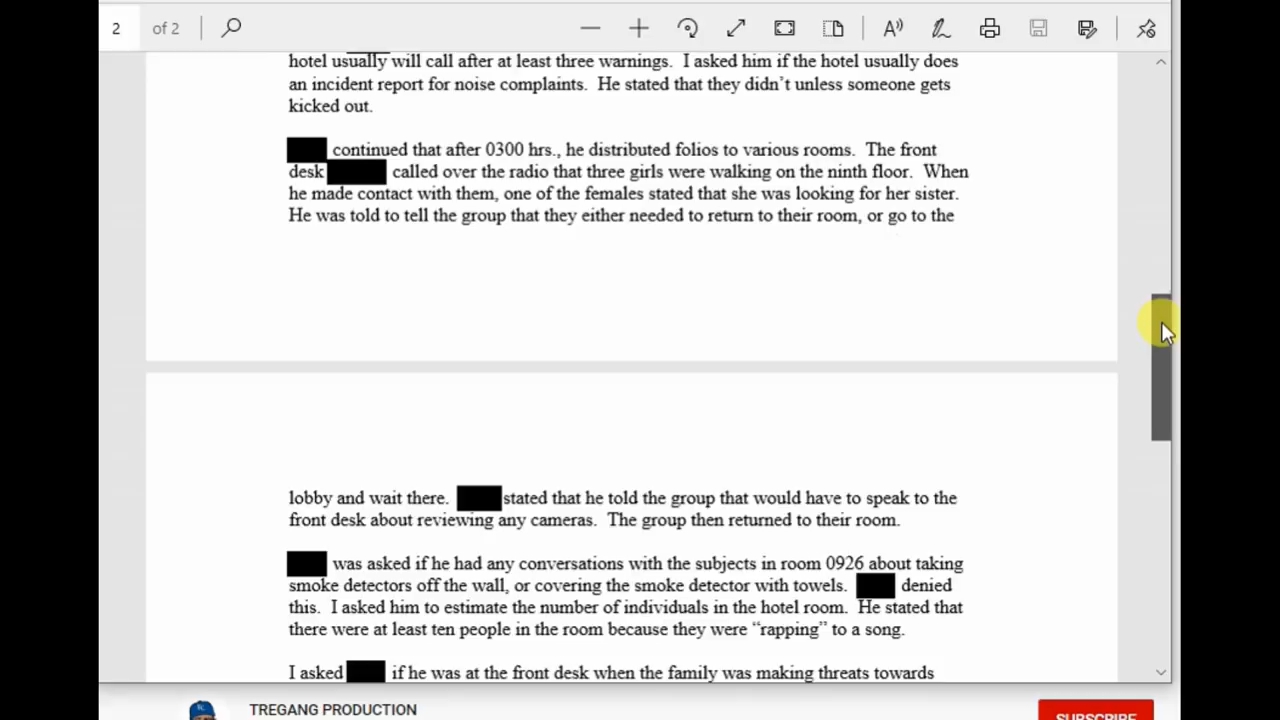 2 of 2
hotel usually will call after at least three warnings. I asked him if the hotel usually does
an incident report for noise complaints. He stated that they didn’t unless someone gets
kicked out.
continued that after 0300 hrs., he distributed folios to various rooms. The front
desk called over the radio that three girls were walking on the ninth floor. When
he made contact with them, one of the females stated that she was looking for her sister.
He was told to tell the group that they either needed to return to their room, or go to the
lobby and wait there. stated that he told the group that would have to speak to the
front desk about reviewing any cameras. The group then returned to their room.
was asked if he had any conversations with the subjects in room 0926 about taking
smoke detectors off the wall, or covering the smoke detector with towels. denied
this. I asked him to estimate the number of individuals in the hotel room. He stated that
there were at least ten people in the room because they were “rapping” to a song.
I asked if he was at the front desk when the family was making threats towards
TREGANG PRODUCTION
SUBSCRIBE